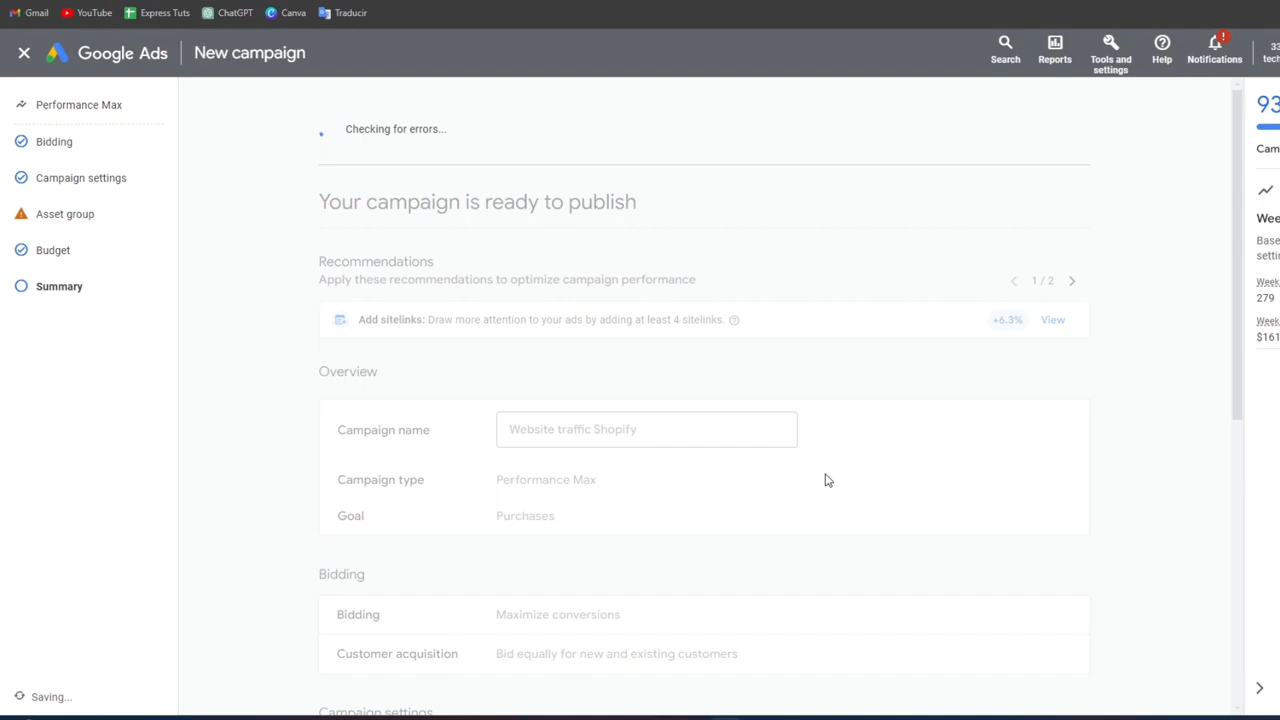 Gmail YouTube Express Tuts ChatGPT Canva Traducir
Google Ads New campaign Search Reports Tools and settings Help Notifications
Performance Max
Bidding
Campaign settings
Asset group
Budget
Summary
Saving...
Checking for errors...
Your campaign is ready to publish
Recommendations
Apply these recommendations to optimize campaign performance 1 / 2
Add sitelinks: Draw more attention to your ads by adding at least 4 sitelinks. +6.3% View
Overview
Campaign name Website traffic Shopify
Campaign type Performance Max
Goal Purchases
Bidding
Bidding Maximize conversions
Customer acquisition Bid equally for new and existing customers
Campaign settings
93
Cam
Wee
Base
settin
Week
279
Week
$161